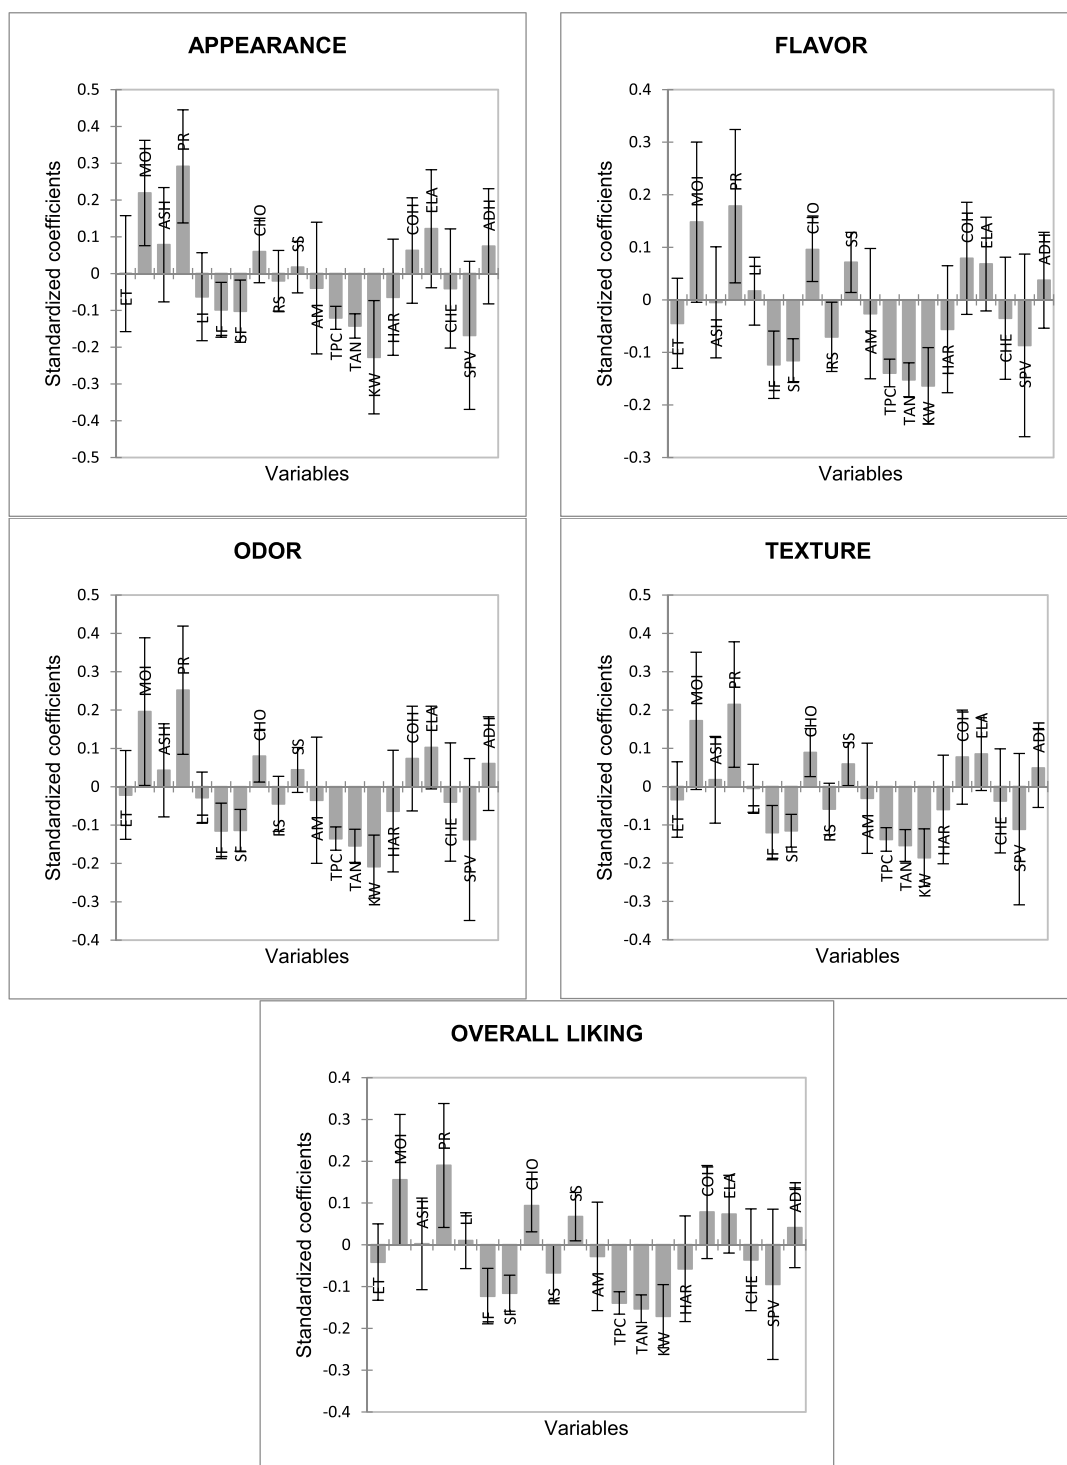 APPEARANCE
Standardized coefficients
0.5
0.4
0.3
0.2
0.1
0
-0.1
-0.2
-0.3
-0.4
-0.5
ET
MOI
ASH
PR
LI
IF
SF
CHO
RS
SS
AM
TPC
TAN
KW
HAR
COH
ELA
CHE
SPV
ADH
Variables
FLAVOR
Standardized coefficients
0.4
0.3
0.2
0.1
0
-0.1
-0.2
-0.3
ET
MOI
ASH
PR
LI
IF
SF
CHO
RS
SS
AM
TPC
TAN
KW
HAR
COH
ELA
CHE
SPV
ADH
Variables
ODOR
Standardized coefficients
0.5
0.4
0.3
0.2
0.1
0
-0.1
-0.2
-0.3
-0.4
ET
MOI
ASH
PR
LI
IF
SF
CHO
RS
SS
AM
TPC
TAN
KW
HAR
COH
ELA
CHE
SPV
ADH
Variables
TEXTURE
Standardized coefficients
0.5
0.4
0.3
0.2
0.1
0
-0.1
-0.2
-0.3
-0.4
ET
MOI
ASH
PR
LI
IF
SF
CHO
RS
SS
AM
TPC
TAN
KW
HAR
COH
ELA
CHE
SPV
ADH
Variables
OVERALL LIKING
Standardized coefficients
0.4
0.3
0.2
0.1
0
-0.1
-0.2
-0.3
-0.4
ET
MOI
ASH
PR
LI
IF
SF
CHO
RS
SS
AM
TPC
TAN
KW
HAR
COH
ELA
CHE
SPV
ADH
Variables